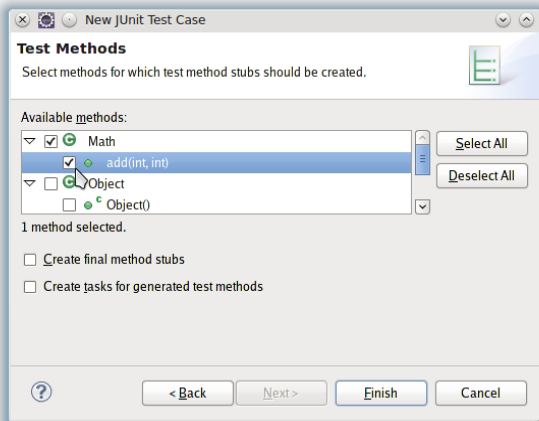 New JUnit Test Case
Test Methods
Select methods for which test method stubs should be created.
Available methods:
Math
add(int, int)
Object
Object()
Select All
Deselect All
1 method selected.
Create final method stubs
Create tasks for generated test methods
? < Back Next > Finish Cancel